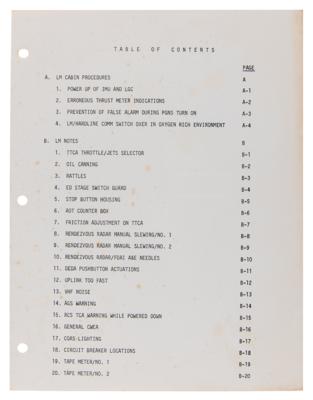 TABLE OF CONTENTS
PAGE
A. LM CABIN PROCEDURES A
1. POWER UP OF IMU AND LGC A-1
2. ERRONEOUS THRUST METER INDICATIONS A-2
3. PREVENTION OF FALSE ALARM DURING PGNS TURN ON A-3
4. LM/HARDLINE COMM SWITCH OVER IN OXYGEN RICH ENVIRONMENT A-4
B. LM NOTES B
1. TTCA THROTTLE/JETS SELECTOR B-1
2. OIL CANNING B-2
3. RATTLES B-3
4. ED STAGE SWITCH GUARD B-4
5. STOP BUTTON HOUSING B-5
6. AOT COUNTER BOX B-6
7. FRICTION ADJUSTMENT ON TTCA B-7
8. RENDEZVOUS RADAR MANUAL SLEWING/NO. 1 B-8
9. RENDEZVOUS RADAR MANUAL SLEWING/NO. 2 B-9
10. RENDEZVOUS RADAR/FDAI A&E NEEDLES B-10
11. DEDA PUSHBUTTON ACTUATIONS B-11
12. UPLINK TOO FAST B-12
13. VHF NOISE B-13
14. AGS WARNING B-14
15. RCS TCA WARNING WHILE POWERED DOWN B-15
16. GENERAL CWEA B-16
17. COAS-LIGHTING B-17
18. CIRCUIT BREAKER LOCATIONS B-18
19. TAPE METER/NO. 1 B-19
20. TAPE METER/NO. 2 B-20